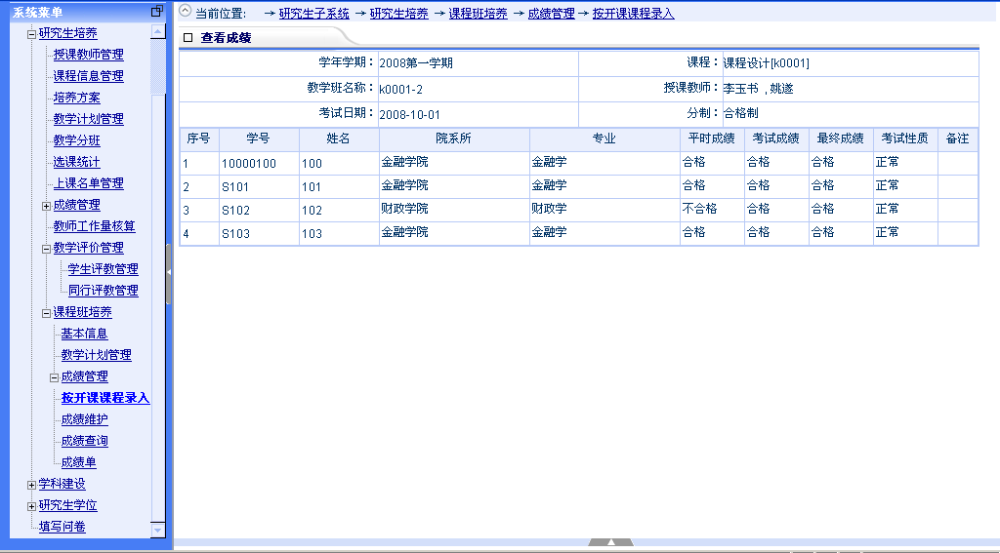 系统菜单
研究生培养
授课教师管理
课程信息管理
培养方案
教学计划管理
教学分班
选课统计
上课名单管理
成绩管理
教师工作量核算
教学评价管理
学生评教管理
同行评教管理
课程班培养
基本信息
教学计划管理
成绩管理
按开课课程录入
成绩维护
成绩查询
成绩单
学科建设
研究生学位
填写问卷
当前位置: →研究生子系统 →研究生培养 →课程班培养 →成绩管理→按开课课程录入
查看成绩
学年学期: 2008第一学期 课程: 课程设计[k0001]
教学班名称: k0001-2 授课教师: 李玉书 ,姚遂
考试日期: 2008-10-01 分制: 合格制
序号 学号 姓名 院系所 专业 平时成绩 考试成绩 最终成绩 考试性质 备注
1 10000100 100 金融学院 金融学 合格 合格 合格 正常
2 S101 101 金融学院 金融学 合格 合格 合格 正常
3 S102 102 财政学院 财政学 不合格 合格 合格 正常
4 S103 103 金融学院 金融学 合格 合格 合格 正常